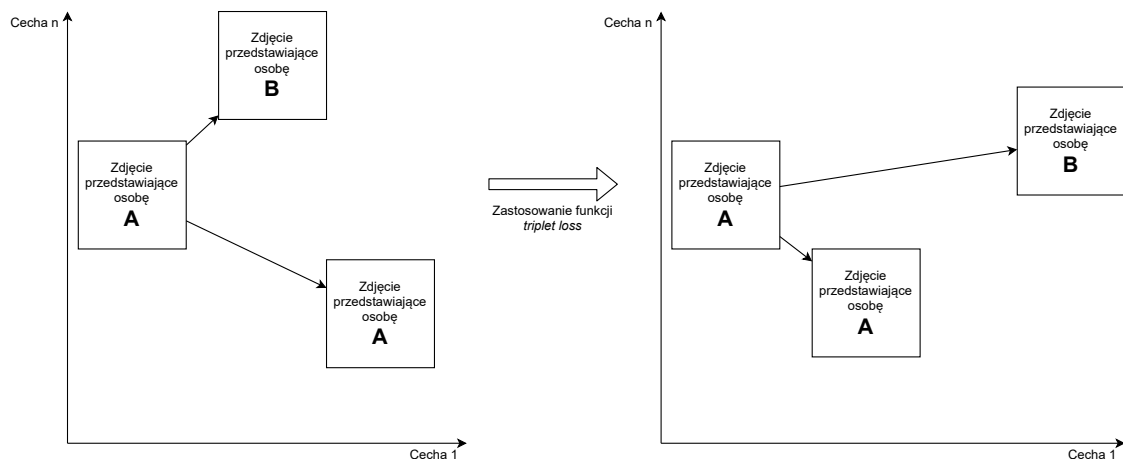 Cecha n
Zdjęcie
przedstawiające
osobę
B
Zdjęcie
przedstawiające
osobę
A
Zdjęcie
przedstawiające
osobę
A
Cecha 1
Zastosowanie funkcji
triplet loss
Cecha n
Zdjęcie
przedstawiające
osobę
B
Zdjęcie
przedstawiające
osobę
A
Zdjęcie
przedstawiające
osobę
A
Cecha 1